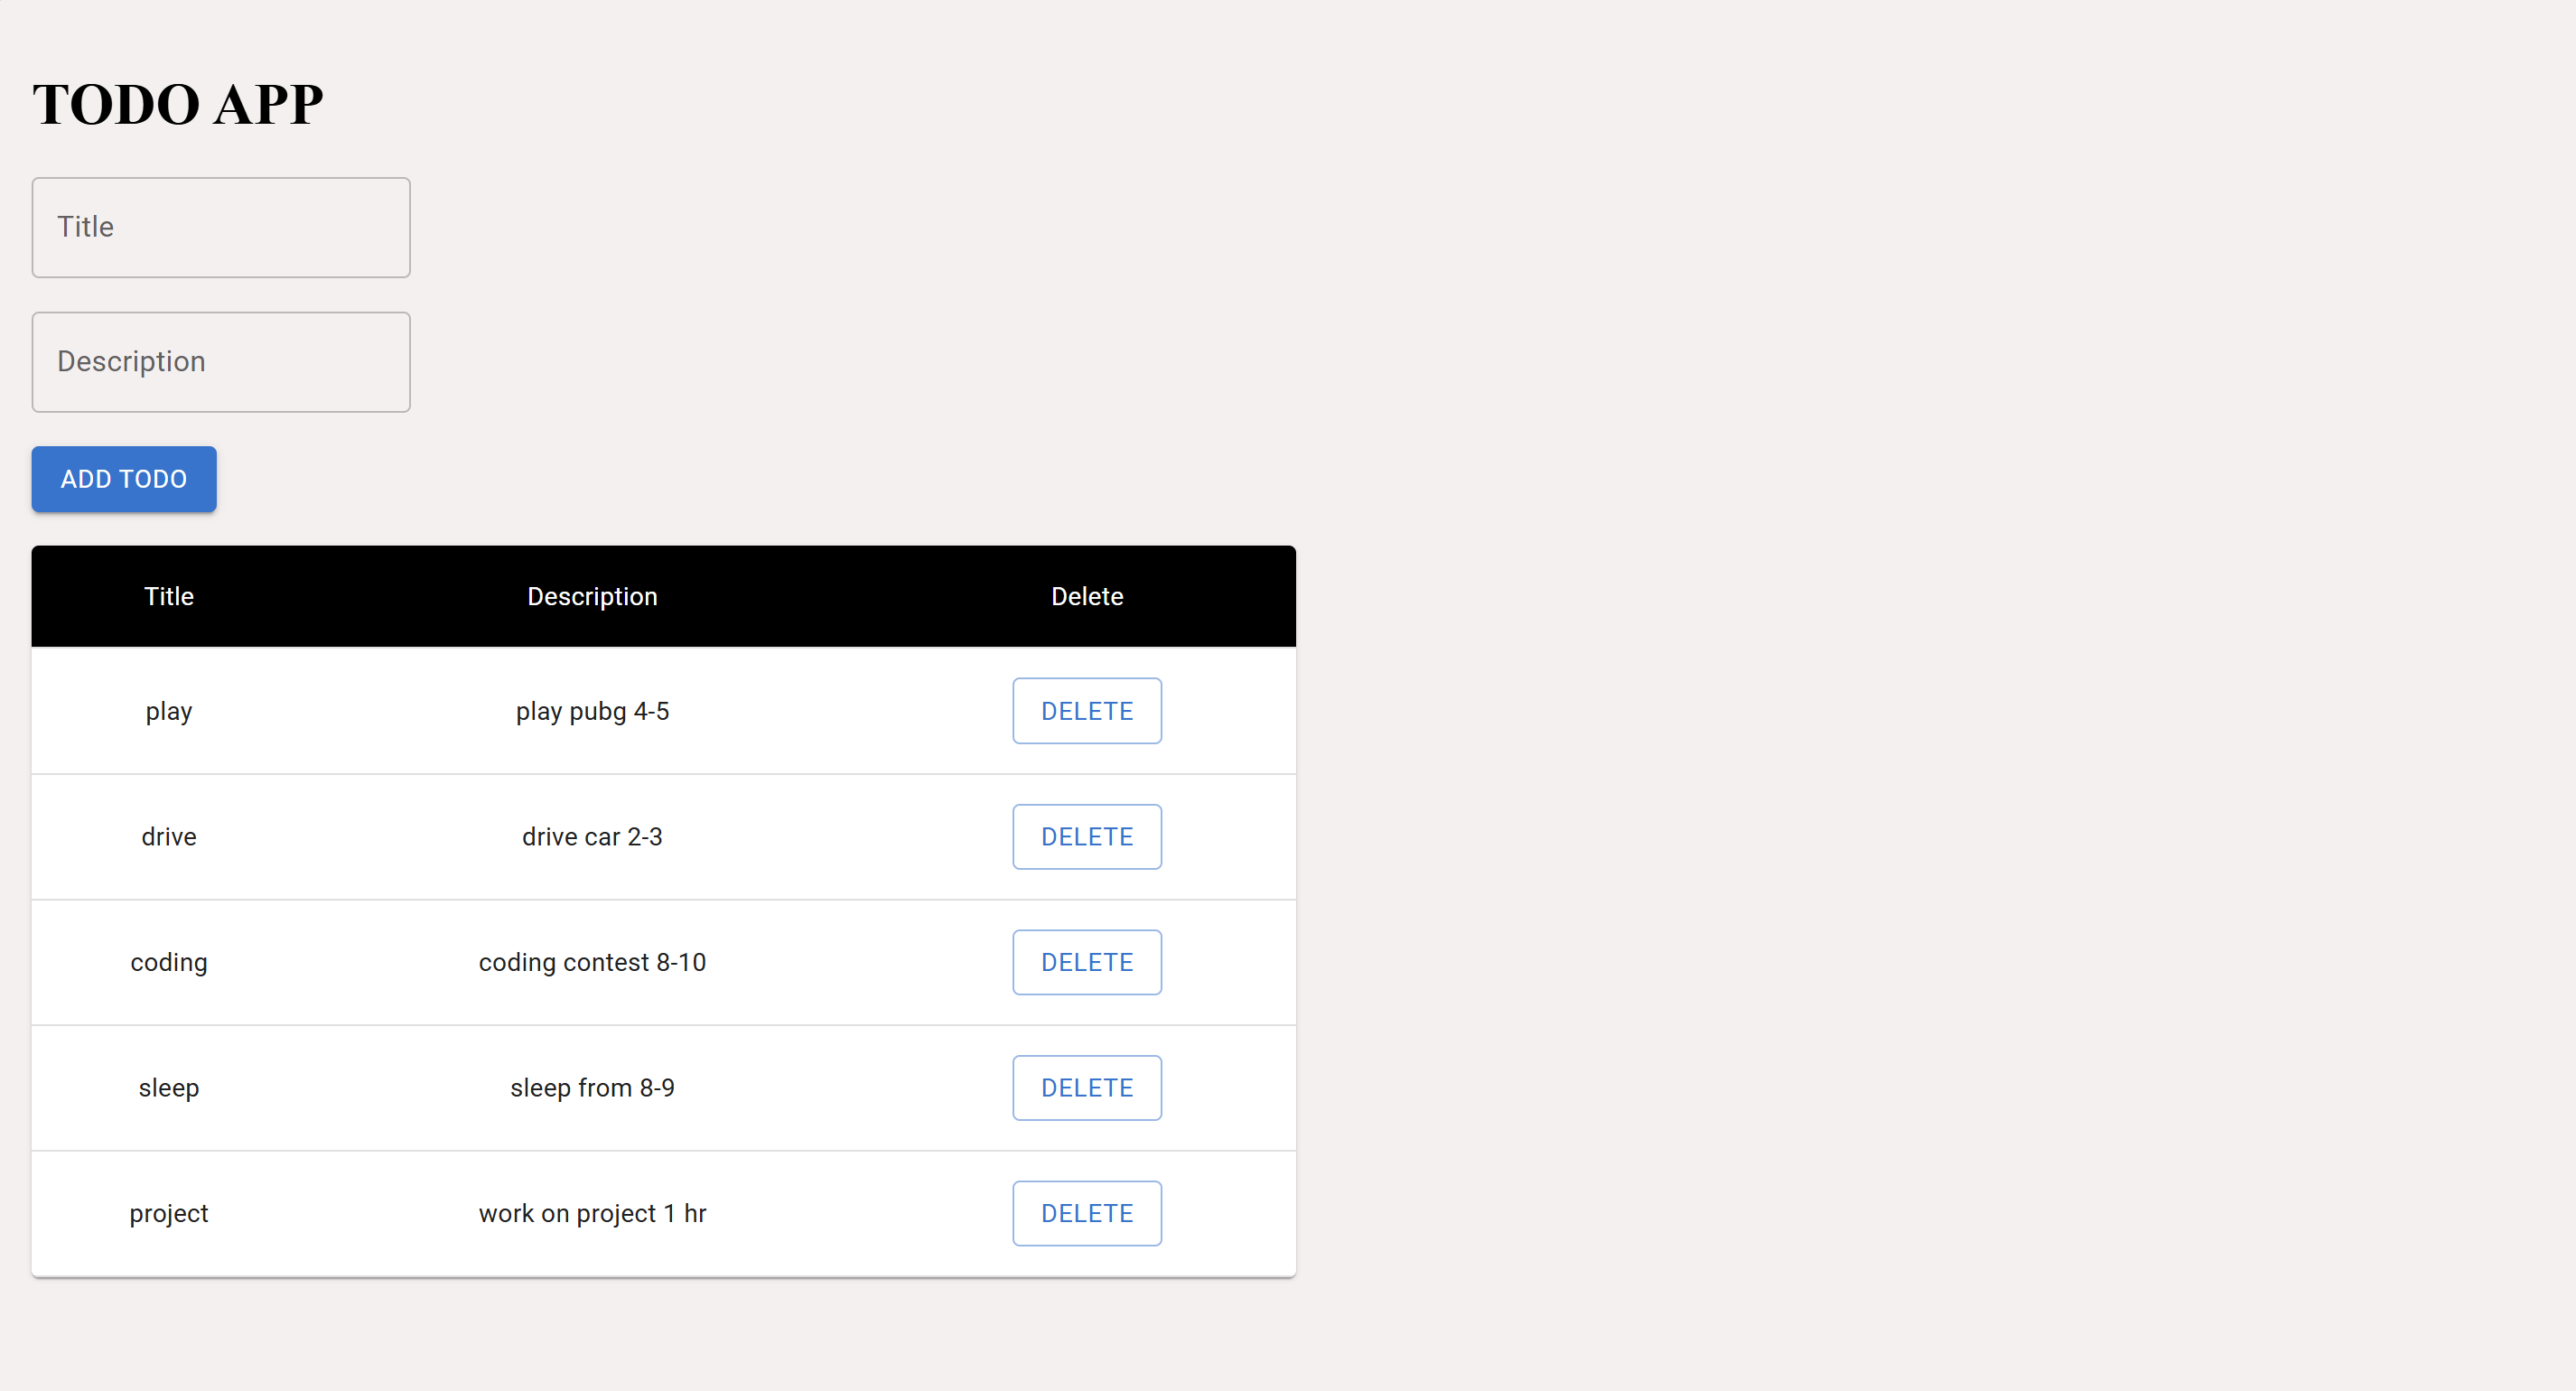 TODO APP
Title
Description
ADD TODO
Title Description Delete
play play pubg 4-5 DELETE
drive drive car 2-3 DELETE
coding coding contest 8-10 DELETE
sleep sleep from 8-9 DELETE
project work on project 1 hr DELETE